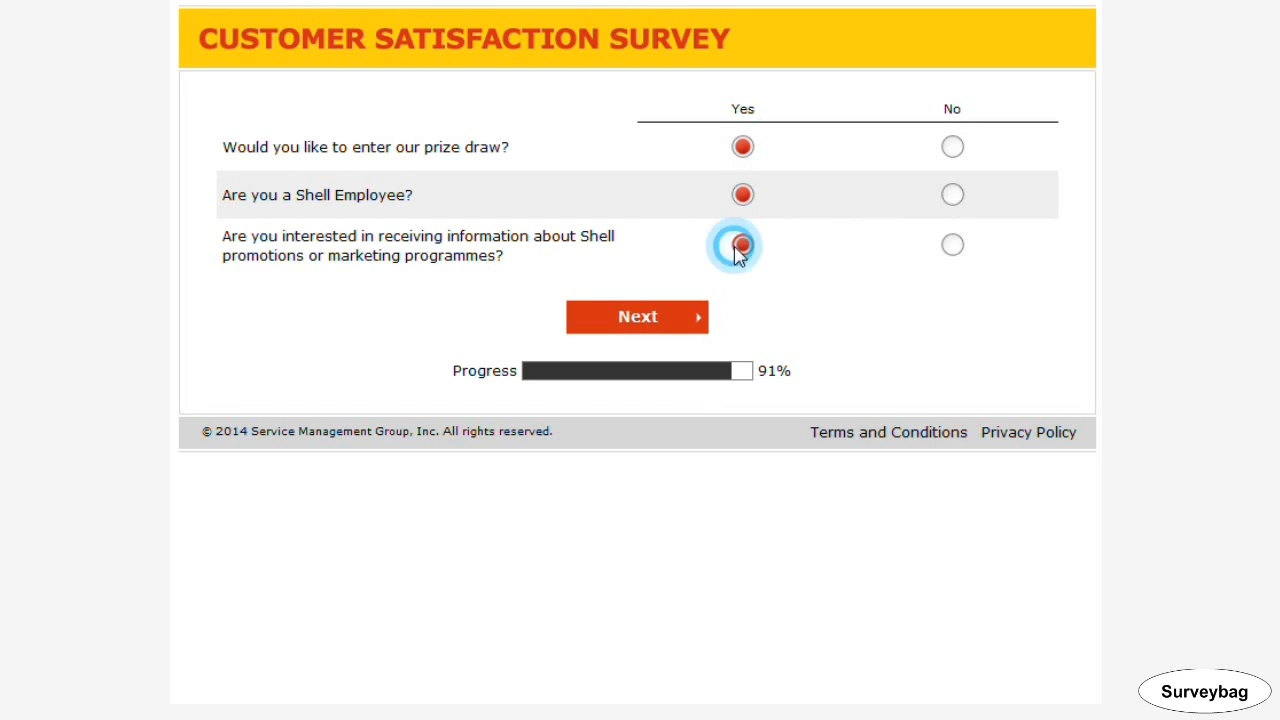 CUSTOMER SATISFACTION SURVEY
Yes No
Would you like to enter our prize draw?
Are you a Shell Employee?
Are you interested in receiving information about Shell
promotions or marketing programmes?
Next
Progress 91%
© 2014 Service Management Group, Inc. All rights reserved. Terms and Conditions Privacy Policy
Surveybag